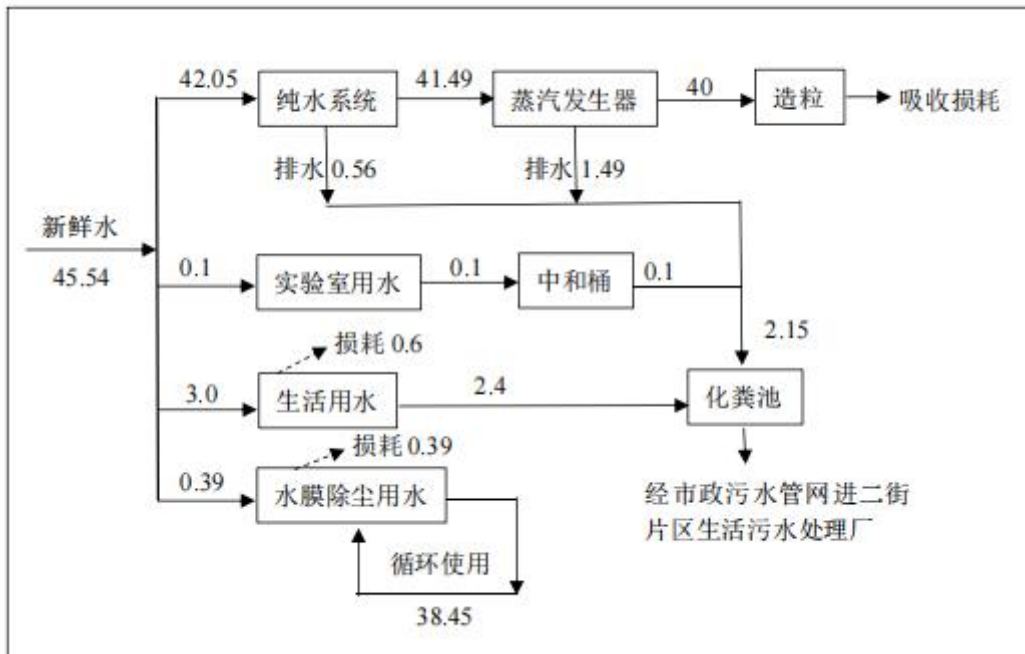 42.05
纯水系统
41.49
蒸汽发生器
40
造粒
吸收损耗
排水 0.56
排水 1.49
新鲜水
45.54
0.1
实验室用水
0.1
中和桶
0.1
2.15
损耗 0.6
3.0
生活用水
2.4
化粪池
损耗 0.39
0.39
水膜除尘用水
经市政污水管网进二街
片区生活污水处理厂
循环使用
38.45